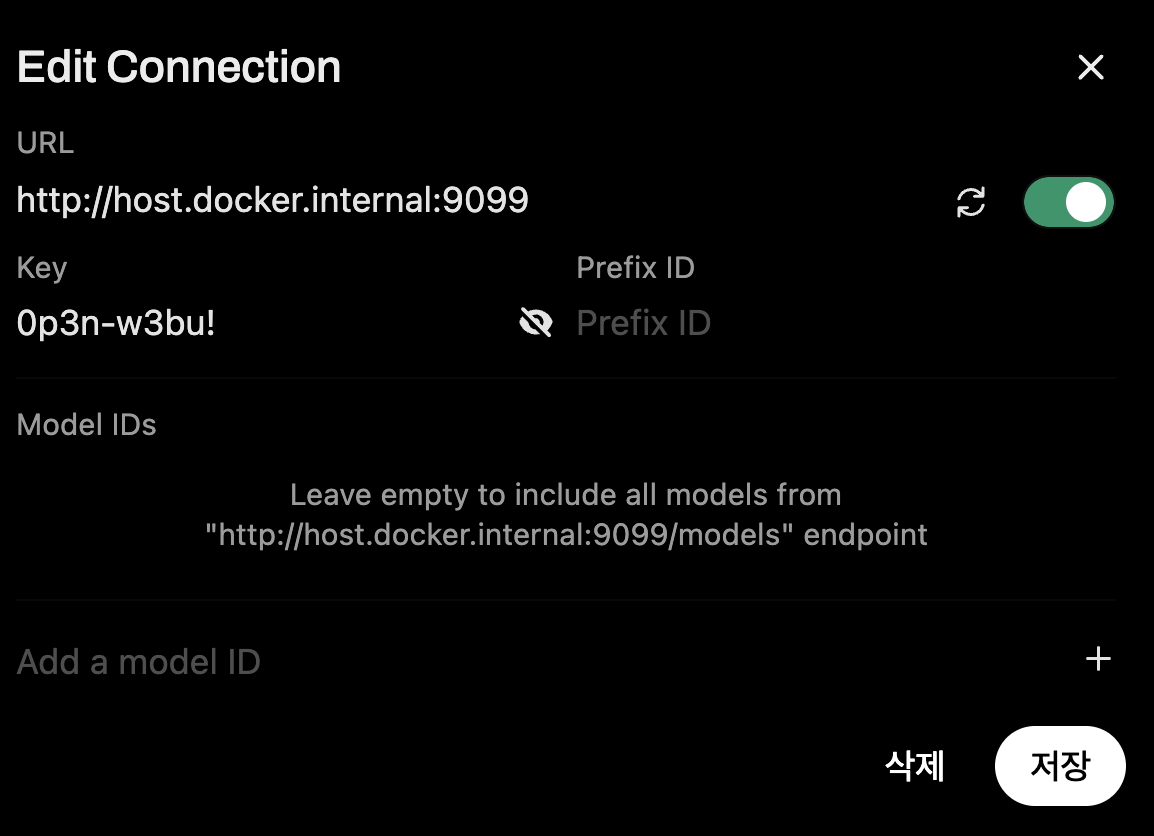 Edit Connection
URL
http://host.docker.internal:9099
Key
Prefix ID
0p3n-w3bu!
Prefix ID
Model IDs
Leave empty to include all models from
"http://host.docker.internal:9099/models" endpoint
Add a model ID
삭제
저장